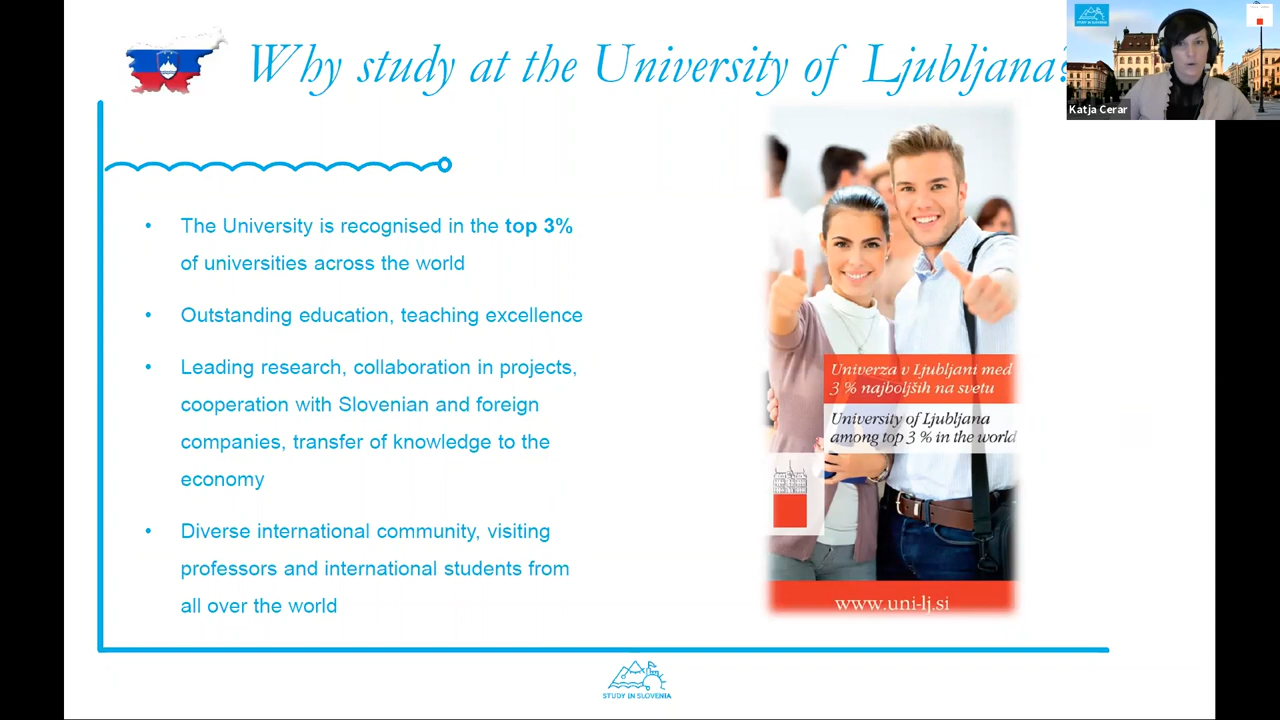 Why study at the University of Ljubljana?
STUDY IN SLOVENIA
Katja Cerar
• The University is recognised in the top 3%
of universities across the world
• Outstanding education, teaching excellence
• Leading research, collaboration in projects,
cooperation with Slovenian and foreign
companies, transfer of knowledge to the
economy
• Diverse international community, visiting
professors and international students from
all over the world
Univerza v Ljubljani med
3 % najboljših na svetu
University of Ljubljana
among top 3 % in the world
www.uni-lj.si
STUDY IN SLOVENIA